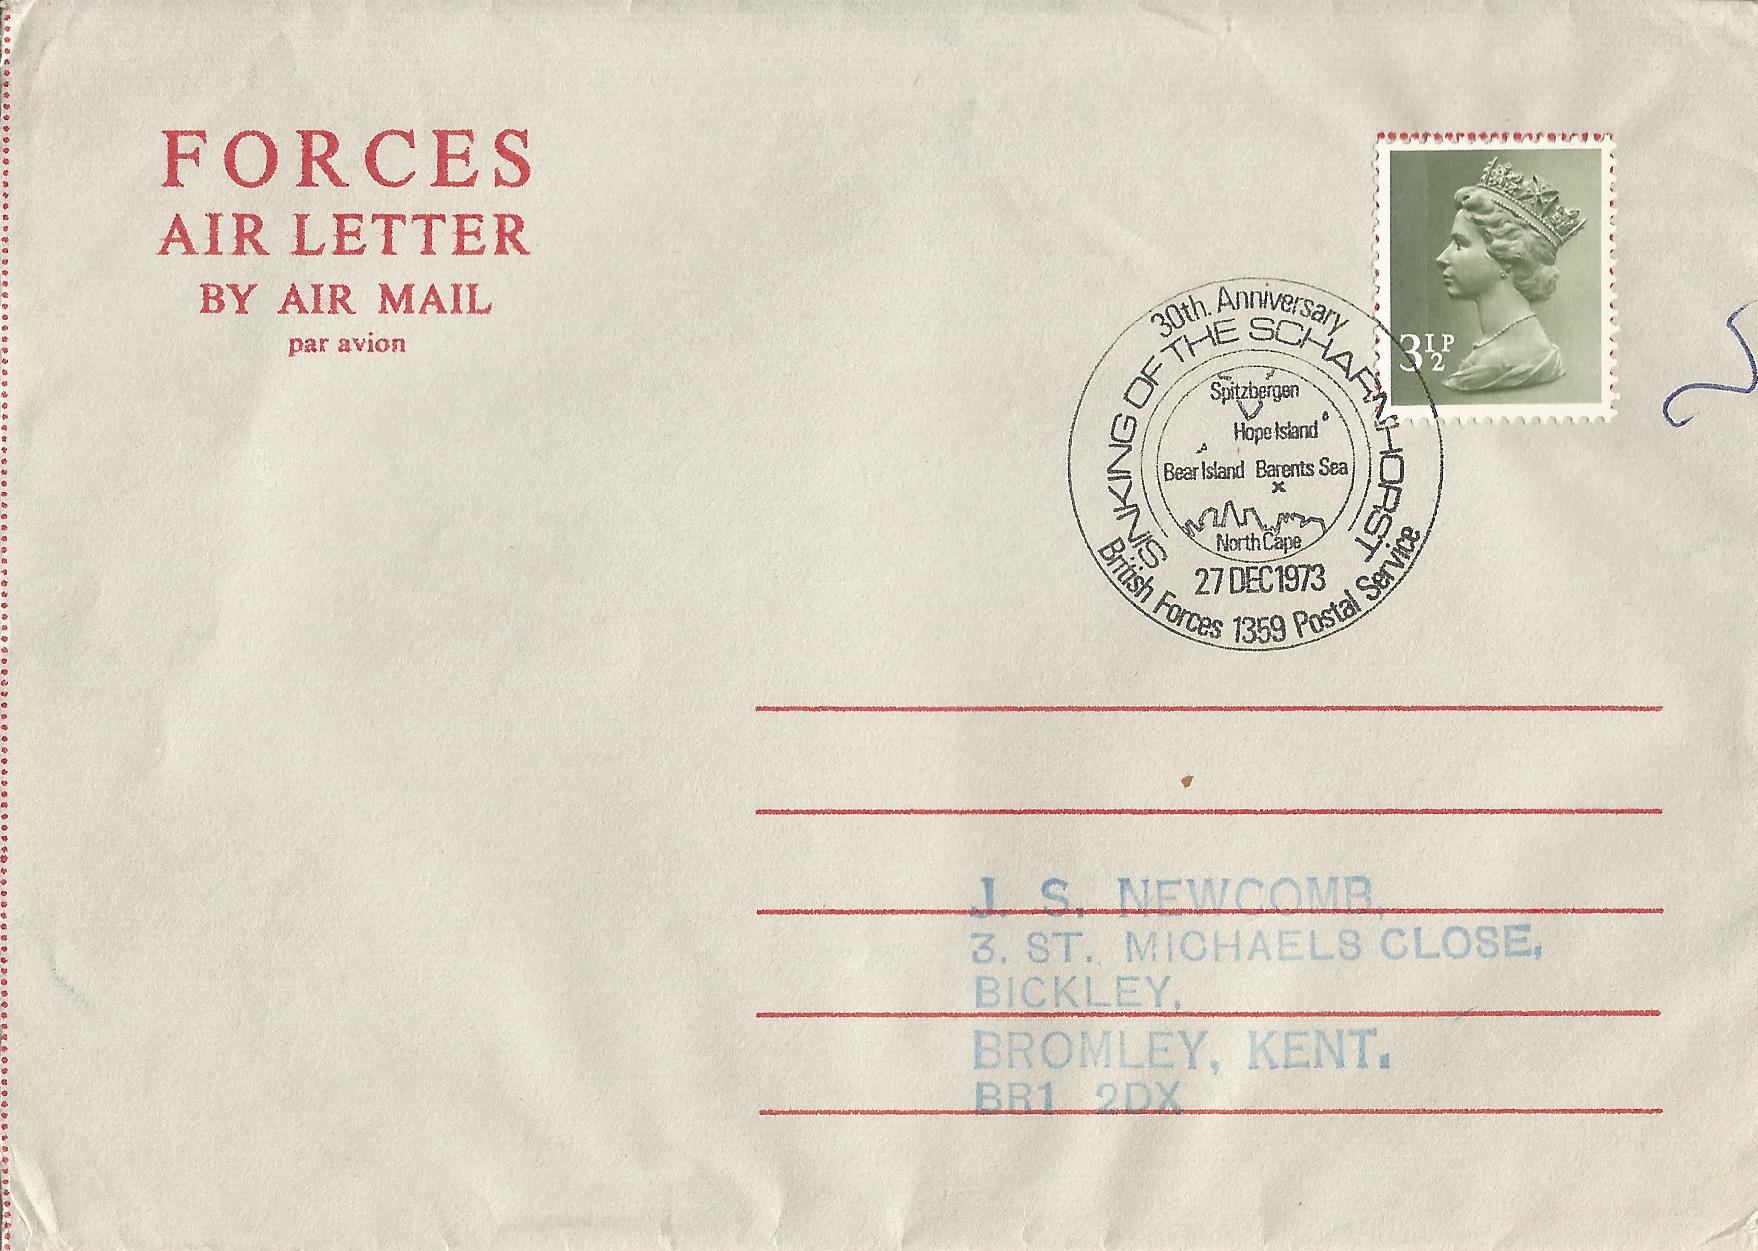 FORCES
AIR LETTER
BY AIR MAIL
par avion
3½P
30th. Anniversary
SINKING OF THE SCHARNHORST
Spitzbergen
Hope Island
Bear Island Barents Sea
x
North Cape
27 DEC 1973
British Forces 1359 Postal Service
J. S. NEWCOMB,
3. ST. MICHAELS CLOSE,
BICKLEY,
BROMLEY, KENT.
BR1 2DX